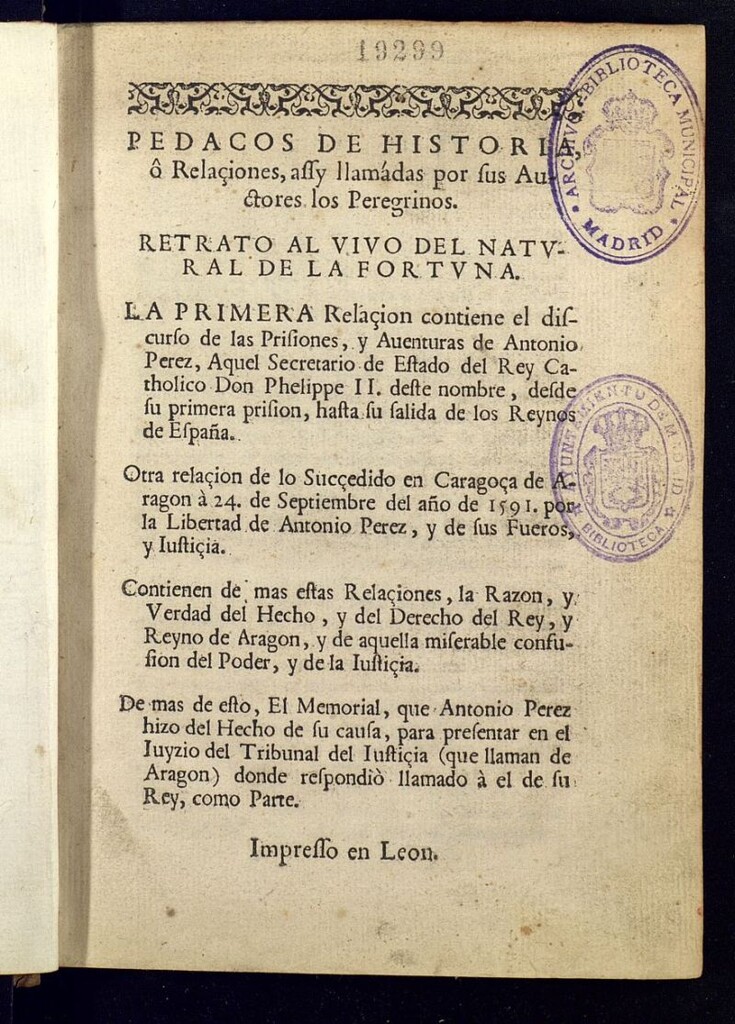 19299
PEDACOS DE HISTORIA,
ô Relaçiones, aſſy llamádas por ſus Au-
ctores los Peregrinos.
RETRATO AL VIVO DEL NATV-
RAL DE LA FORTVNA.
LA PRIMERA Relaçion contiene el diſ-
curſo de las Priſiones, y Auenturas de Antonio
Perez, Aquel Secretario de Eſtado del Rey Ca-
tholico Don Phelippe II. deſte nombre, deſde
ſu primera priſion, haſta ſu ſalida de los Reynos
de Eſpaña.
Otra relaçion de lo Sucçedido en Caragoça de A-
ragon à 24. de Septiembre del año de 1591. por
la Libertad de Antonio Perez, y de sus Fueros,
y Iuſtiçia.
Contienen de mas eſtas Relaçiones, la Razon, y
Verdad del Hecho, y del Derecho del Rey, y
Reyno de Aragon, y de aquella miſerable confu-
ſion del Poder, y de la Iuſtiçia.
De mas de eſto, El Memorial, que Antonio Perez
hizo del Hecho de ſu cauſa, para preſentar en el
Iuyzio del Tribunal del Iuſtiçia (que llaman de
Aragon) donde reſpondiò llamado à el de ſu
Rey, como Parte.
Impreſſo en Leon.
ARCHIVO-BIBLIOTECA MUNICIPAL
MADRID
AYUNTAMIENTO DE MADRID
BIBLIOTECA